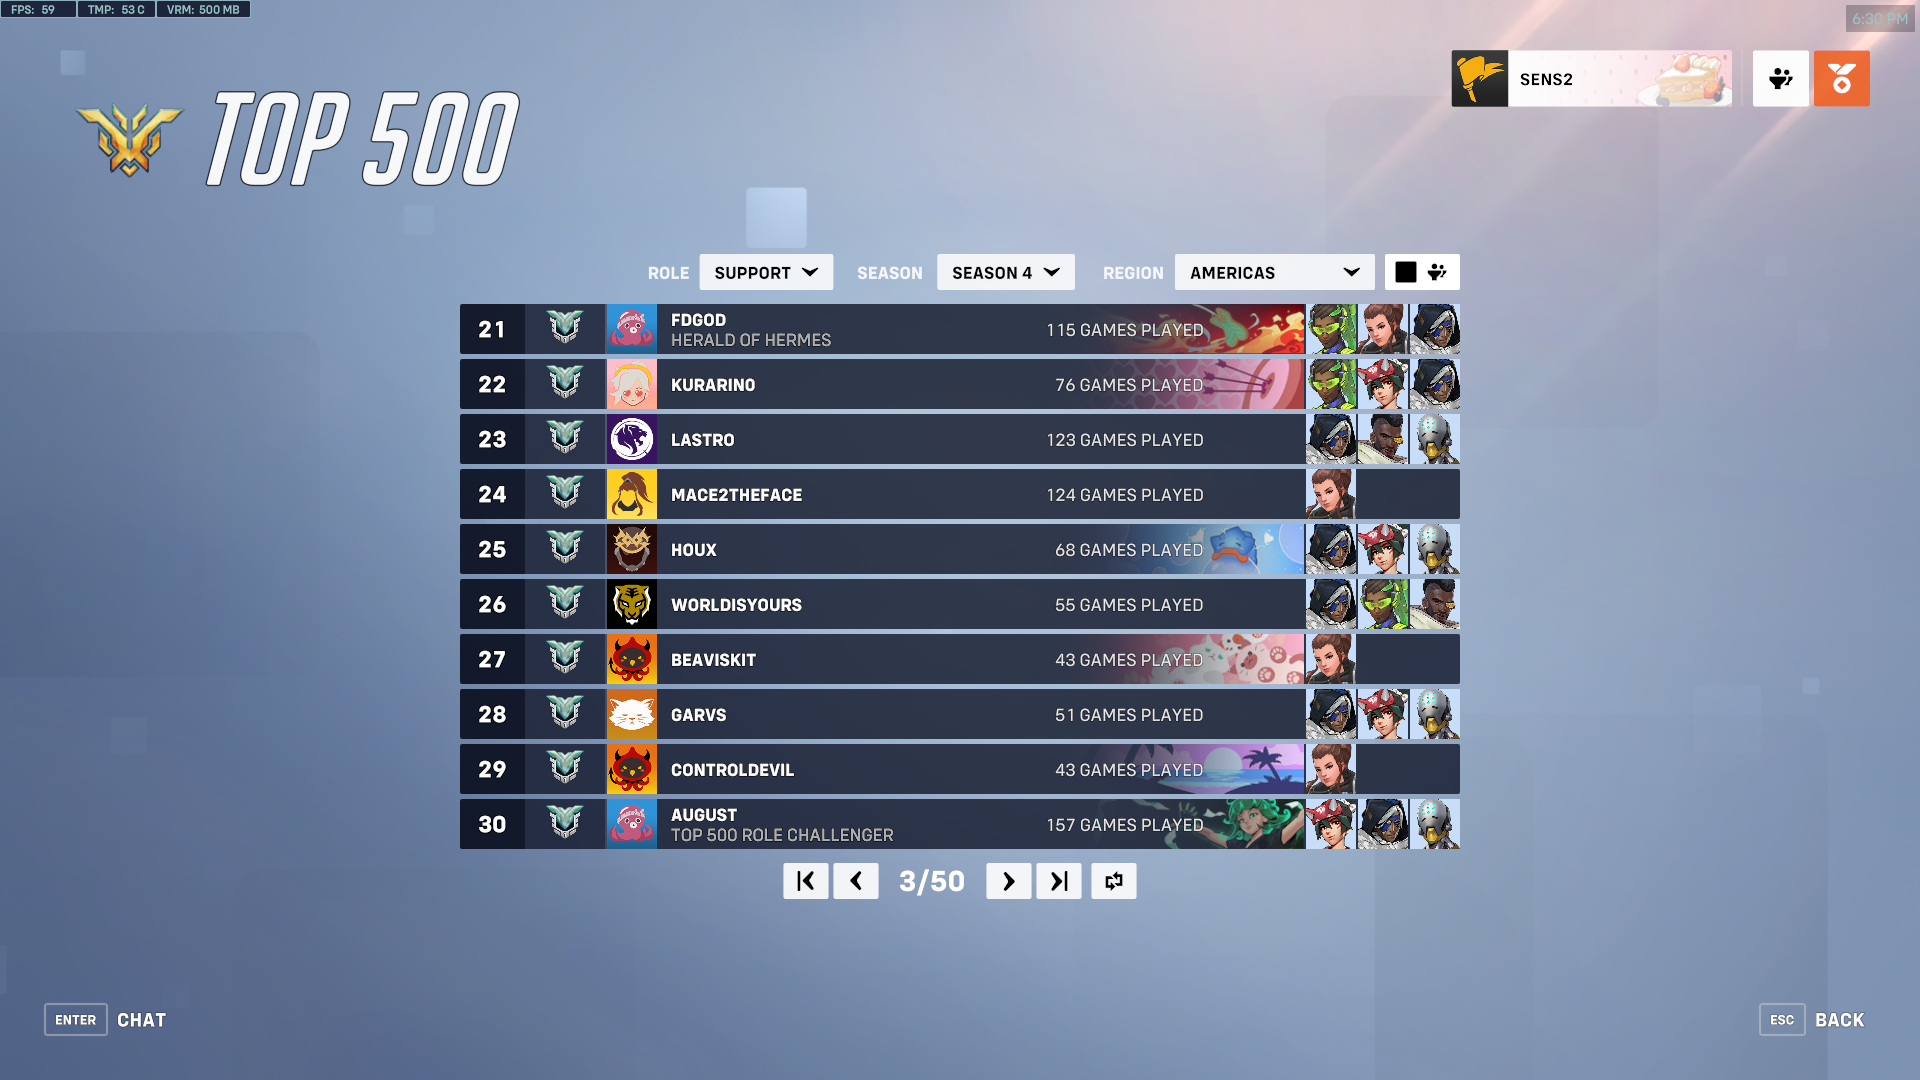 FPS: 59 TMP: 53 C VRM: 500 MB
6:30 PM
SENS2
TOP 500
ROLE SUPPORT SEASON SEASON 4 REGION AMERICAS
21 FDGOD 115 GAMES PLAYED
HERALD OF HERMES
22 KURARINO 76 GAMES PLAYED
23 LASTRO 123 GAMES PLAYED
24 MACE2THEFACE 124 GAMES PLAYED
25 HOUX 68 GAMES PLAYED
26 WORLDISYOURS 55 GAMES PLAYED
27 BEAVISKIT 43 GAMES PLAYED
28 GARVS 51 GAMES PLAYED
29 CONTROLDEVIL 43 GAMES PLAYED
30 AUGUST 157 GAMES PLAYED
TOP 500 ROLE CHALLENGER
3/50
ENTER CHAT
ESC BACK